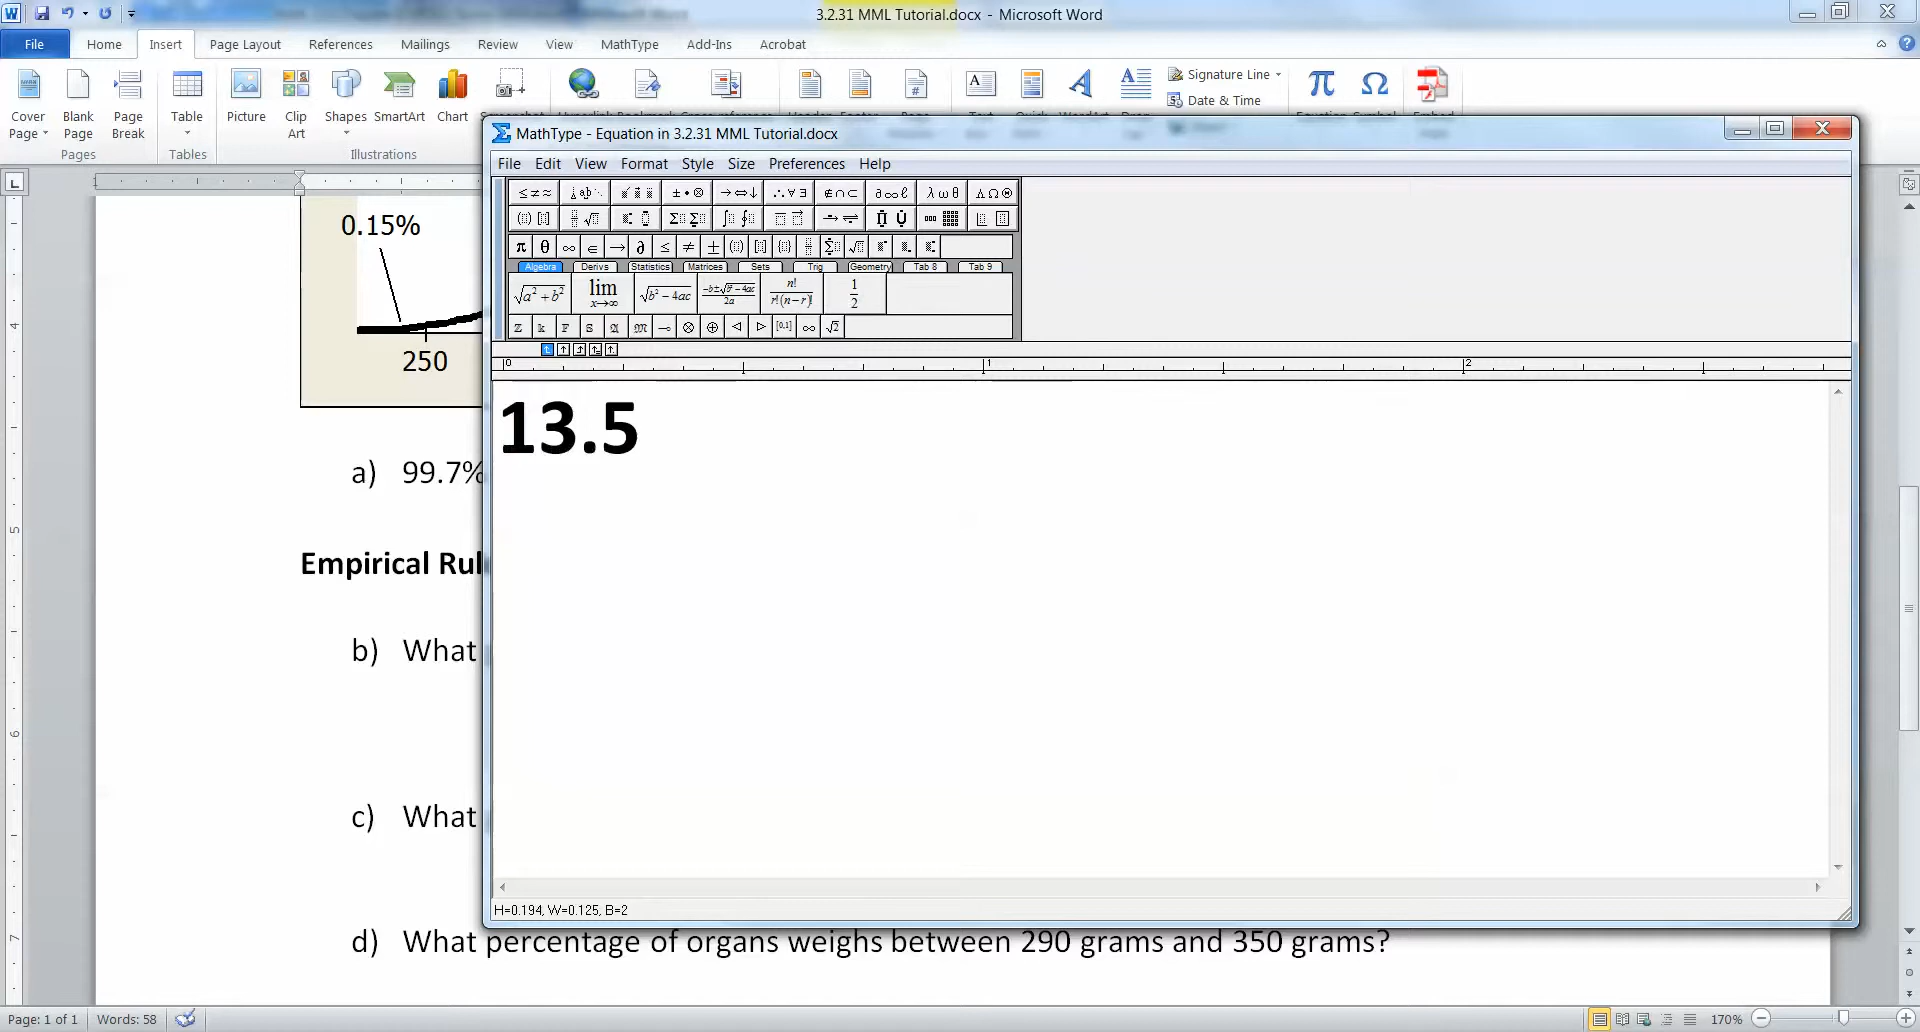 3.2.31 MML Tutorial.docx - Microsoft Word
File Home Insert Page Layout References Mailings Review View MathType Add-Ins Acrobat
Cover Page
Blank Page
Page Break
Table
Picture
Clip Art
Shapes
SmartArt
Chart
Signature Line
Date & Time
Pages
Tables
Illustrations
MathType - Equation in 3.2.31 MML Tutorial.docx
File Edit View Format Style Size Preferences Help
Algebra Derivs Statistics Matrices Sets Trig Geometry Tab 8 Tab 9
0 1 2
13.5
H=0.194, W=0.125, B=2
0.15%
250
a) 99.7%
Empirical Rul
b) What
c) What
d) What percentage of organs weighs between 290 grams and 350 grams?
Page: 1 of 1 Words: 58
170%